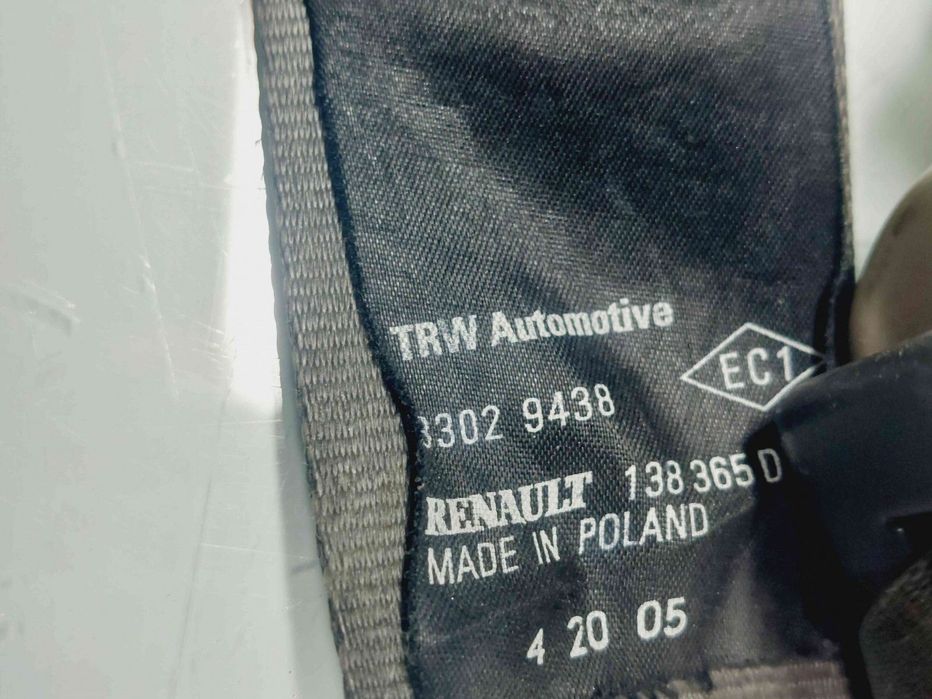 TRW Automotive
EC1
3302 9438
RENAULT 138 365 D
MADE IN POLAND
4 20 05